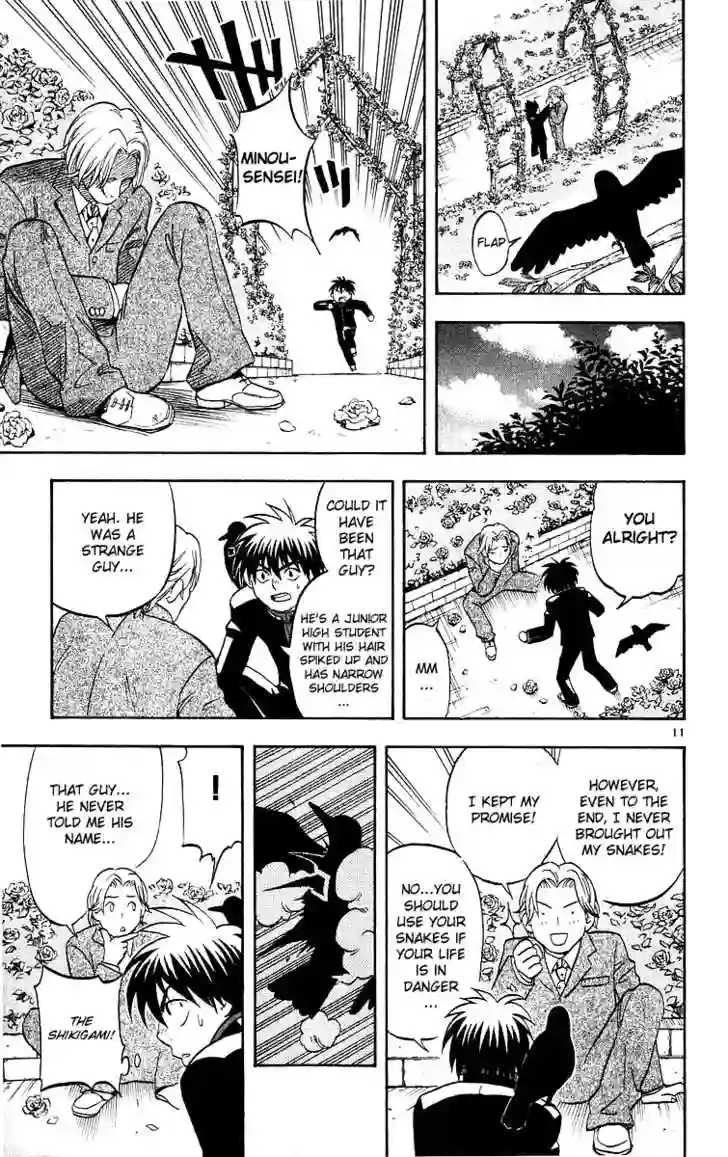 FLAP
MINOU-
SENSEI!
YOU
ALRIGHT?
MM
...
COULD IT
HAVE
BEEN
THAT
GUY?
HE'S A JUNIOR
HIGH STUDENT
WITH HIS HAIR
SPIKED UP AND
HAS NARROW
SHOULDERS
...
YEAH. HE
WAS A
STRANGE
GUY...
11
HOWEVER,
EVEN TO THE
END, I NEVER
BROUGHT OUT
MY SNAKES!
I KEPT MY
PROMISE!
NO...YOU
SHOULD
USE YOUR
SNAKES IF
YOUR LIFE
IS IN
DANGER
...
!
THAT GUY...
HE NEVER
TOLD ME HIS
NAME...
THE
SHIKIGAMI!